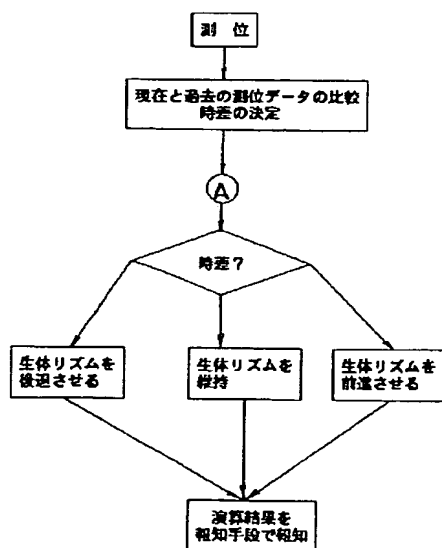 測 位
現在と過去の測位データの比較
時差の決定
A
時差？
生体リズムを
後退させる
生体リズムを
維持
生体リズムを
前進させる
演算結果を
報知手段で報知